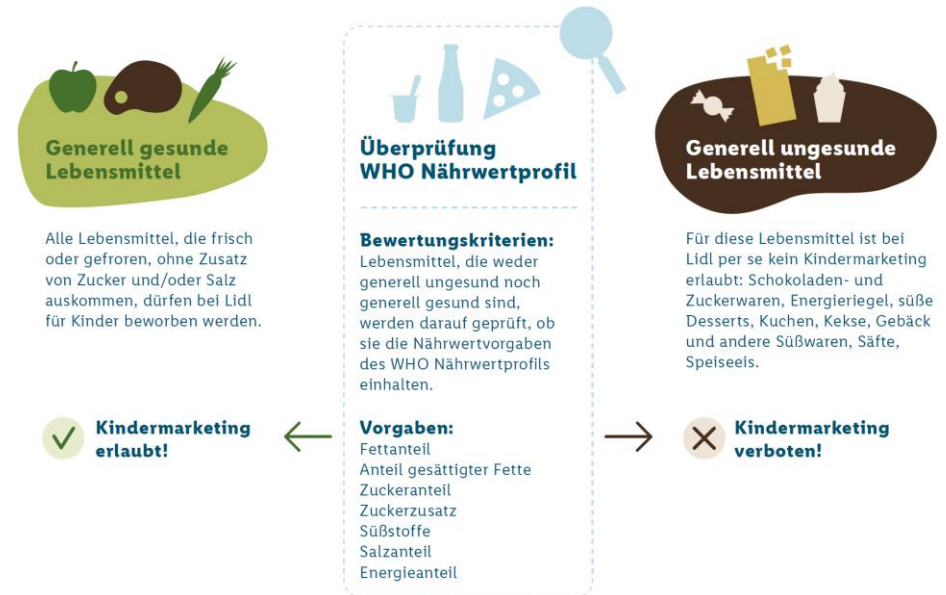 Generell gesunde
Lebensmittel
Alle Lebensmittel, die frisch
oder gefroren, ohne Zusatz
von Zucker und/oder Salz
auskommen, dürfen bei Lidl
für Kinder beworben werden.
Kindermarketing
erlaubt!
Überprüfung
WHO Nährwertprofil
Bewertungskriterien:
Lebensmittel, die weder
generell ungesund noch
generell gesund sind,
werden darauf geprüft, ob
sie die Nährwertvorgaben
des WHO Nährwertprofils
einhalten.
Vorgaben:
Fettanteil
Anteil gesättigter Fette
Zuckeranteil
Zuckerzusatz
Süßstoffe
Salzanteil
Energieanteil
Generell ungesunde
Lebensmittel
Für diese Lebensmittel ist bei
Lidl per se kein Kindermarketing
erlaubt: Schokoladen- und
Zuckerwaren, Energieriegel, süße
Desserts, Kuchen, Kekse, Gebäck
und andere Süßwaren, Säfte,
Speiseeis.
Kindermarketing
verboten!